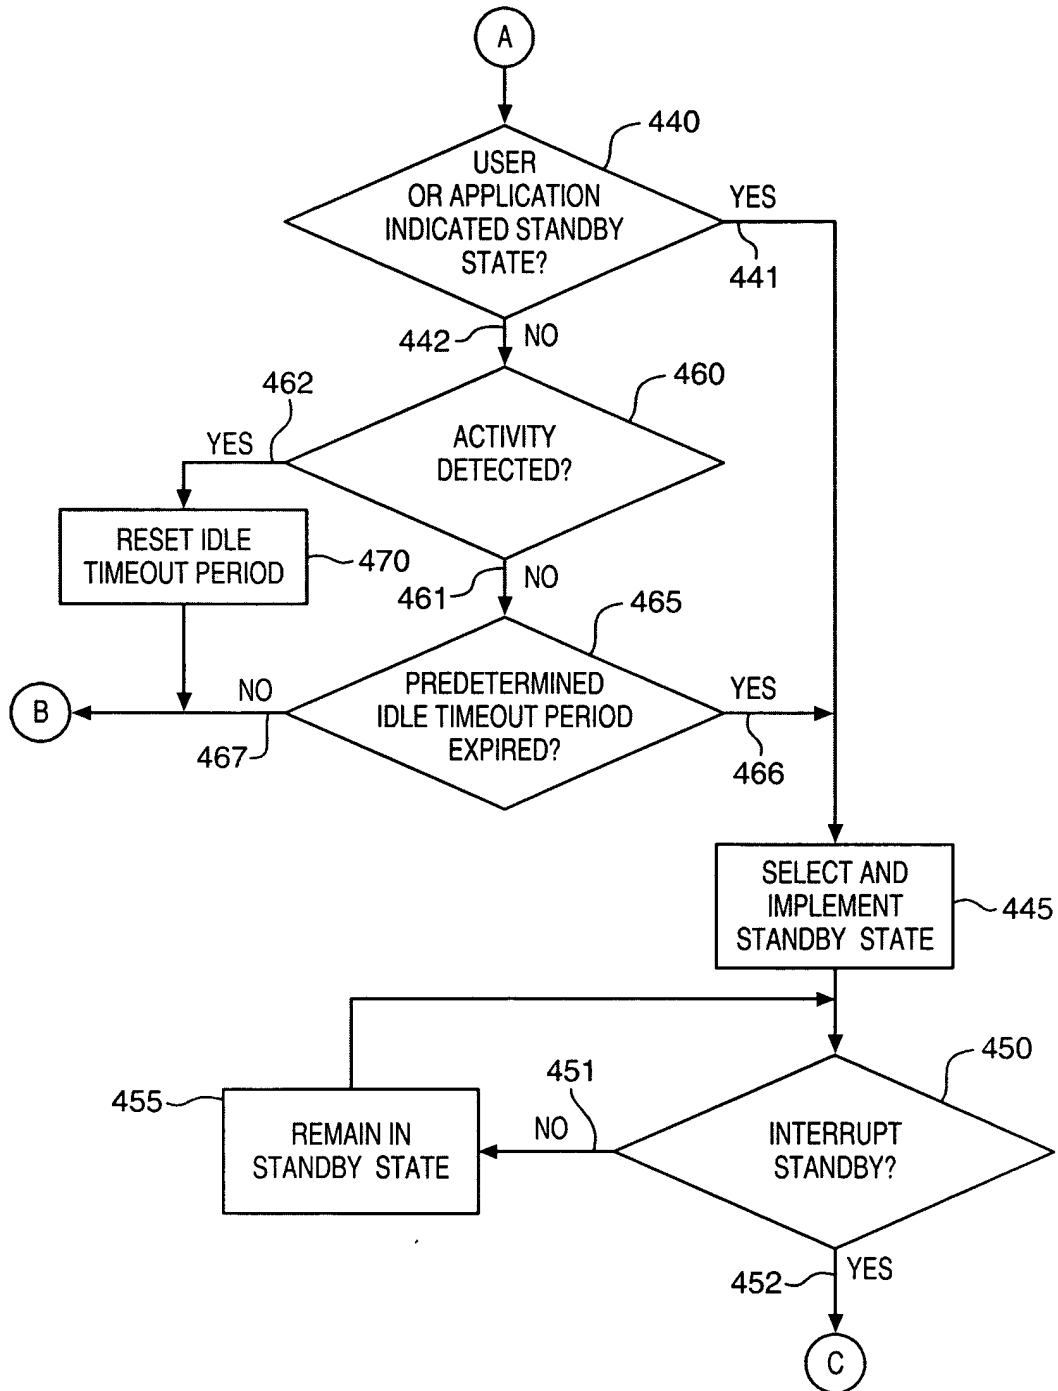 A
440
USER
OR APPLICATION
INDICATED STANDBY
STATE?
YES
441
442
NO
460
462
YES
ACTIVITY
DETECTED?
RESET IDLE
TIMEOUT PERIOD
470
461
NO
465
B
NO
PREDETERMINED
IDLE TIMEOUT PERIOD
EXPIRED?
YES
467
466
SELECT AND
IMPLEMENT
STANDBY STATE
445
450
455
451
NO
REMAIN IN
STANDBY STATE
INTERRUPT
STANDBY?
452
YES
C